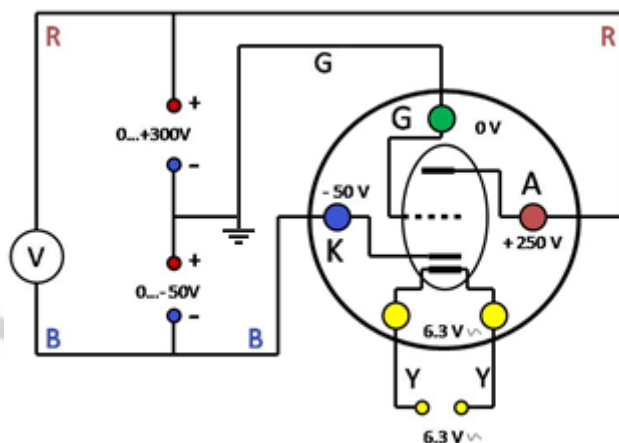 R
R
G
+
G
0 V
0...+300V
-
- 50 V
A
K
+ 250 V
V
+
0...- 50V
-
B
B
6.3 V ~
Y
Y
6.3 V ~